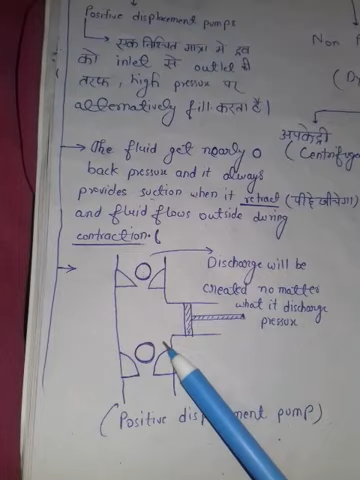 Positive displacement pumps
एक निश्चित मात्रा में द्रव
को inlet से outlet की
तरफ, high pressure पर
alternatively fill करता है।
Non
(D
अपकेंद्री
(Centrifug
The fluid get nearly o
back pressure and it always
provides suction when it retract (पीछे खींचेगा)
and fluid flows outside during
contraction.
Discharge will be
created no matter
what it discharge
pressure
(Positive displacement pump)